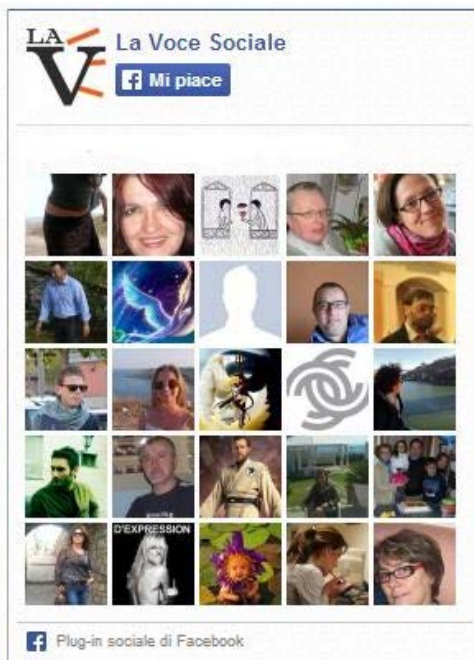 LA
V
La Voce Sociale
Mi piace
D'EXPRESSION
Plug-in sociale di Facebook